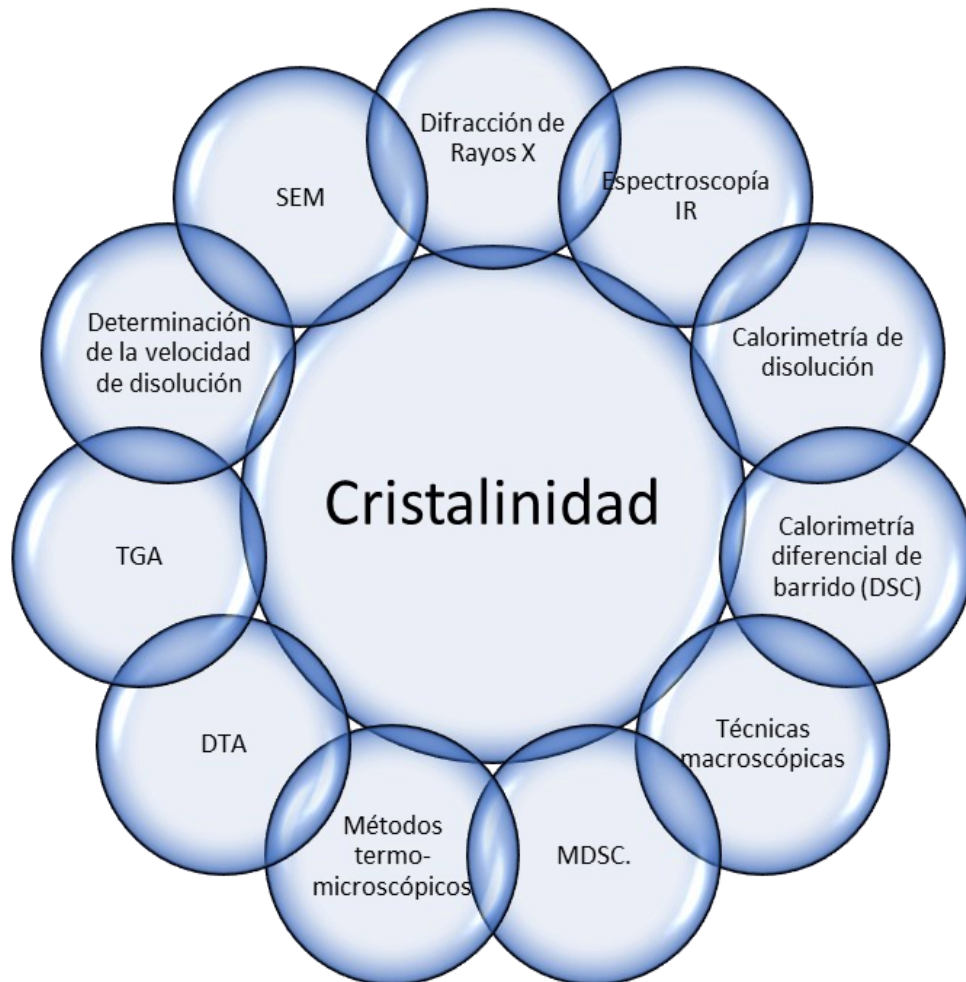 Difracción de
Rayos X
Espectroscopía
IR
Calorimetría de
disolución
Calorimetría
diferencial de
barrido (DSC)
Técnicas
macroscópicas
MDSC.
Métodos
termo-
microscópicos
DTA
TGA
Determinación
de la velocidad
de disolución
SEM
Cristalinidad